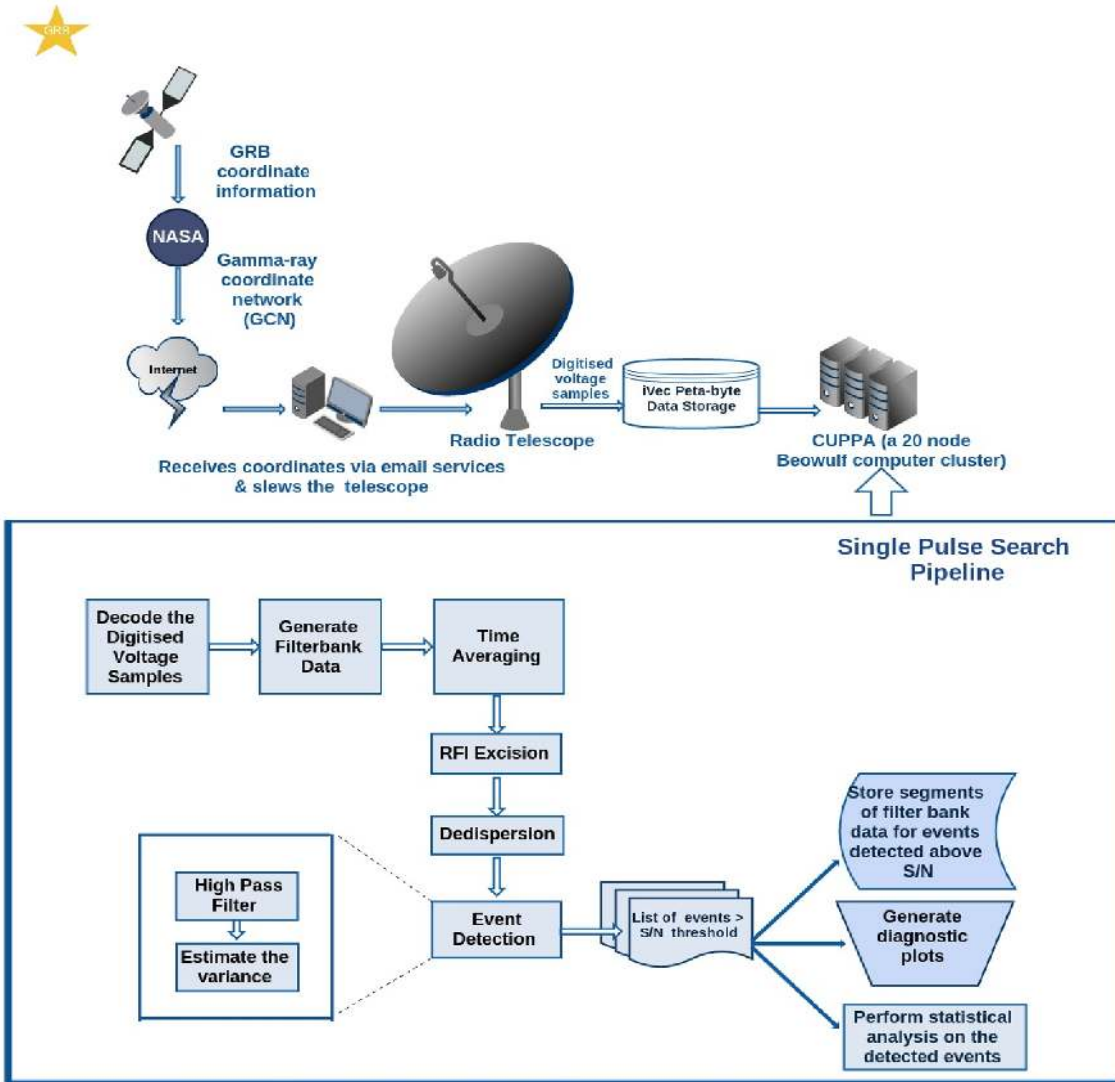 GRB
GRB
coordinate
information
NASA
Gamma-ray
coordinate
network
(GCN)
Internet
Receives coordinates via email services
& slews the telescope
Radio Telescope
Digitised
voltage
samples
iVec Peta-byte
Data Storage
CUPPA (a 20 node
Beowulf computer cluster)
Single Pulse Search
Pipeline
Decode the
Digitised
Voltage
Samples
Generate
Filterbank
Data
Time
Averaging
RFI Excision
Dedispersion
Event
Detection
High Pass
Filter
Estimate the
variance
List of events >
S/N threshold
Store segments
of filter bank
data for events
detected above
S/N
Generate
diagnostic
plots
Perform statistical
analysis on the
detected events